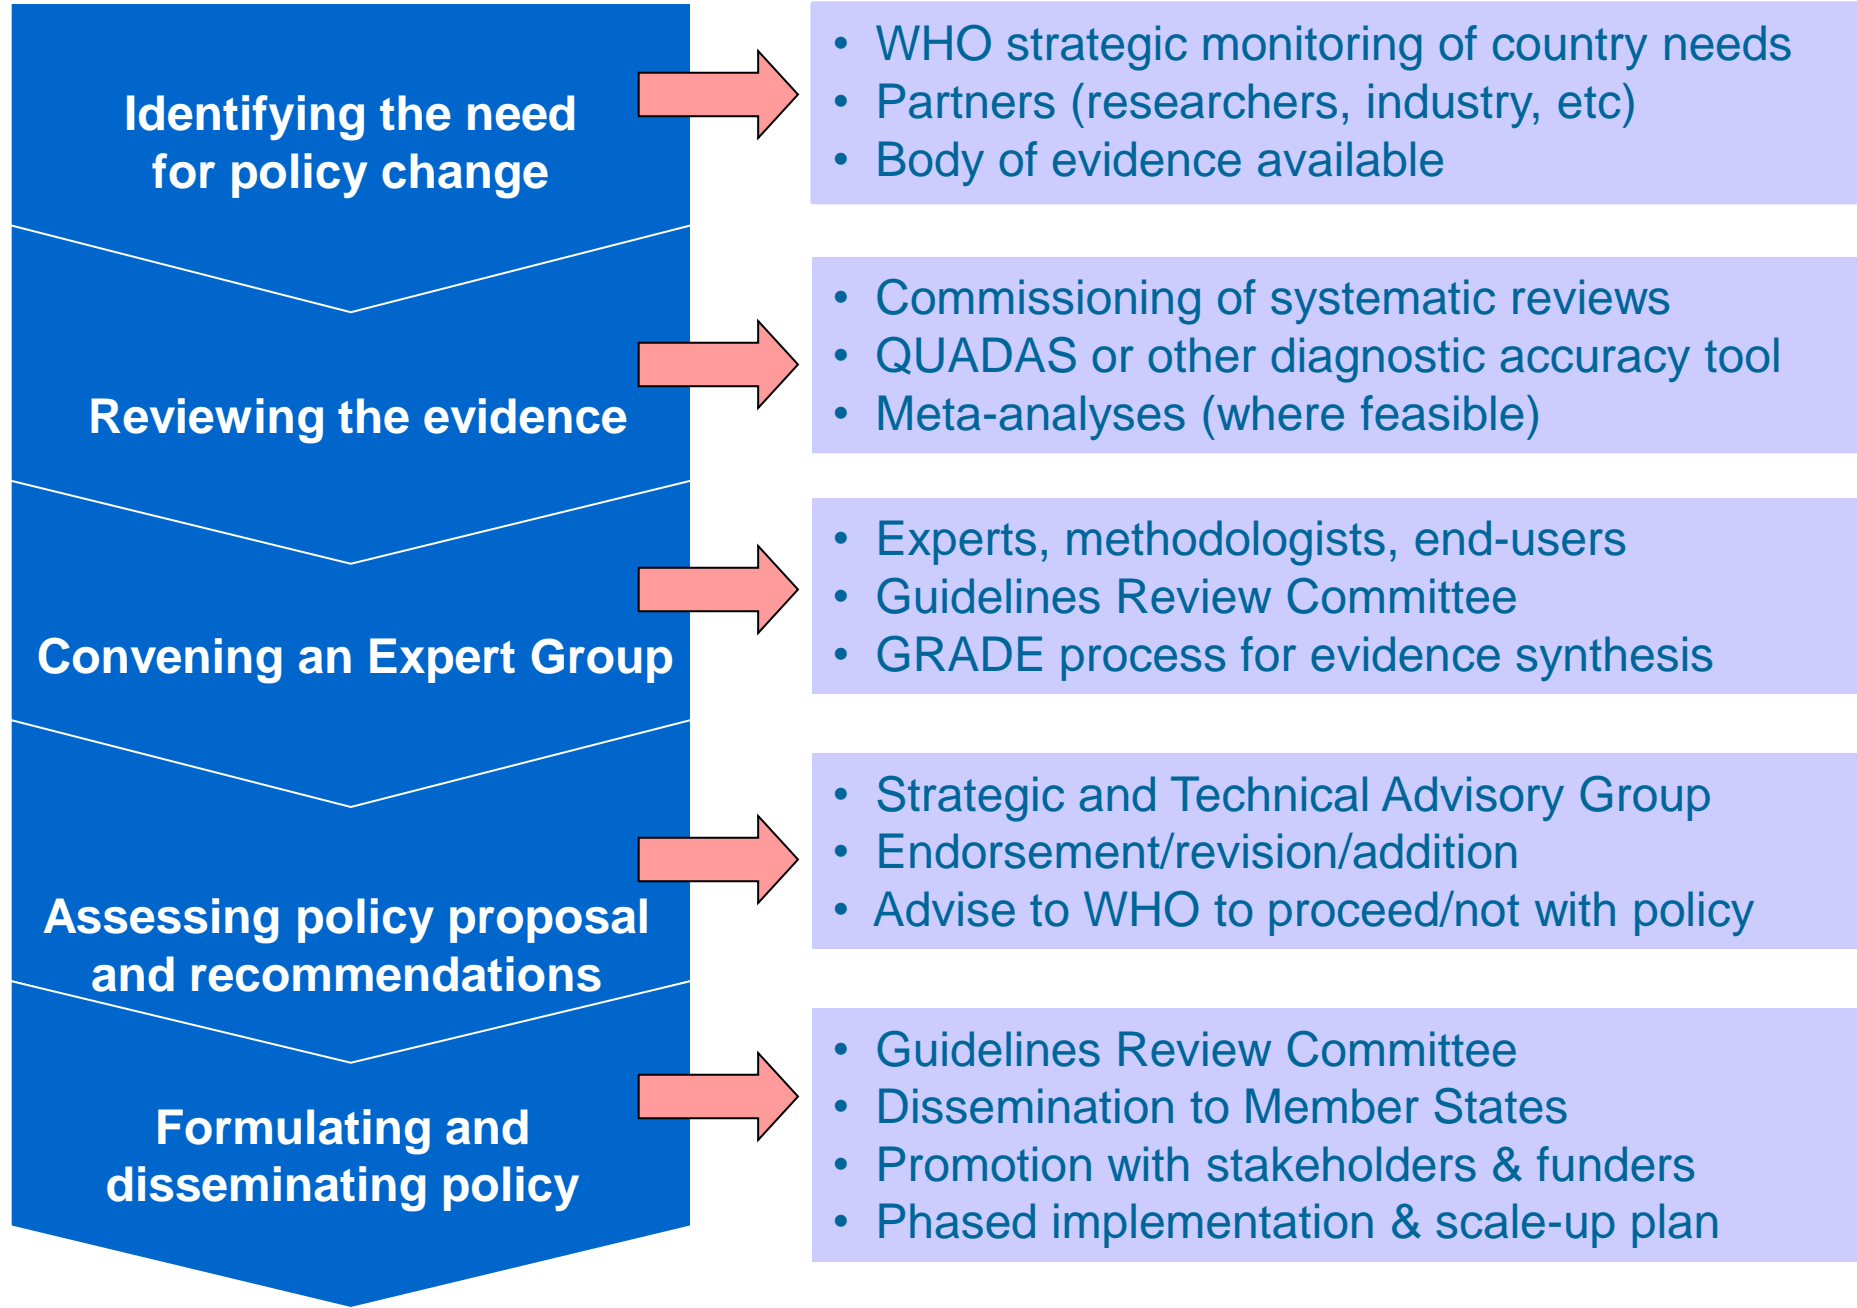 Identifying the need
for policy change
• WHO strategic monitoring of country needs
• Partners (researchers, industry, etc)
• Body of evidence available
Reviewing the evidence
• Commissioning of systematic reviews
• QUADAS or other diagnostic accuracy tool
• Meta-analyses (where feasible)
Convening an Expert Group
• Experts, methodologists, end-users
• Guidelines Review Committee
• GRADE process for evidence synthesis
Assessing policy proposal
and recommendations
• Strategic and Technical Advisory Group
• Endorsement/revision/addition
• Advise to WHO to proceed/not with policy
Formulating and
disseminating policy
• Guidelines Review Committee
• Dissemination to Member States
• Promotion with stakeholders & funders
• Phased implementation & scale-up plan